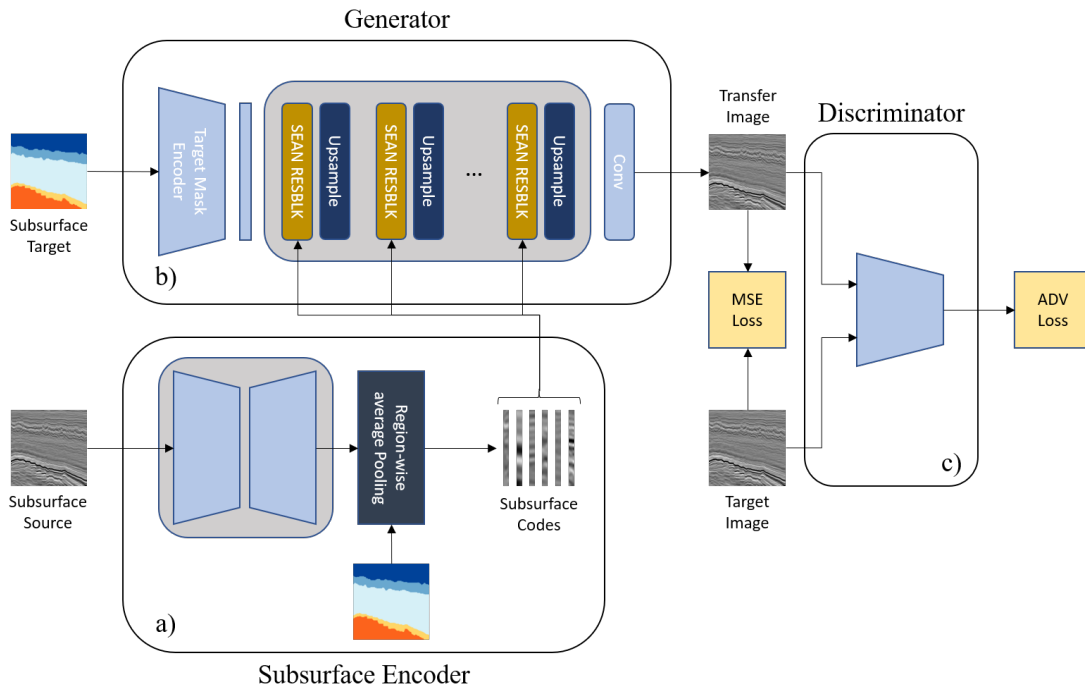 Generator
Subsurface
Target
Target Mask
Encoder
SEAN RESBLK
Upsample
SEAN RESBLK
Upsample
...
SEAN RESBLK
Upsample
Conv
b)
Transfer
Image
Discriminator
MSE
Loss
ADV
Loss
c)
Target
Image
Subsurface
Source
Region-wise
average Pooling
Subsurface
Codes
a)
Subsurface Encoder